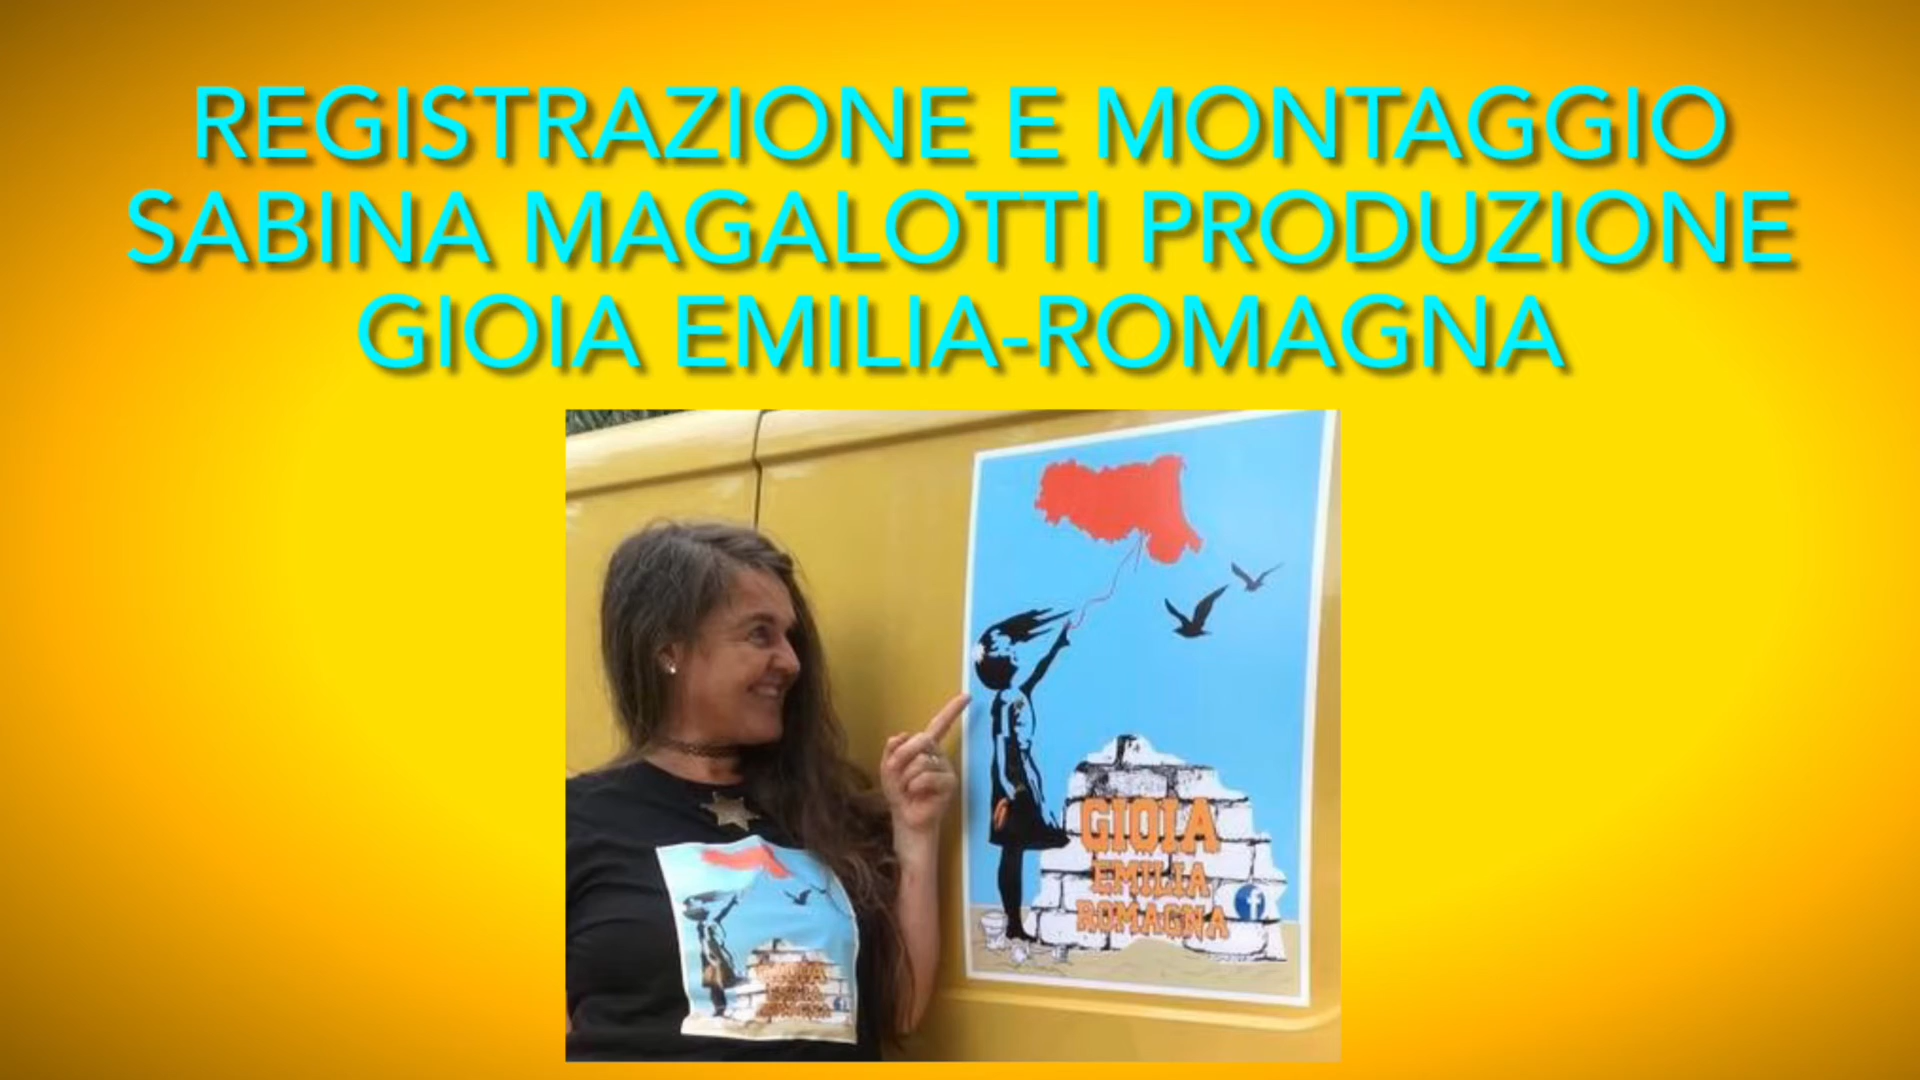 REGISTRAZIONE E MONTAGGIO
SABINA MAGALOTTI PRODUZIONE
GIOIA EMILIA-ROMAGNA
GIOIA
EMILIA
ROMAGNA
f